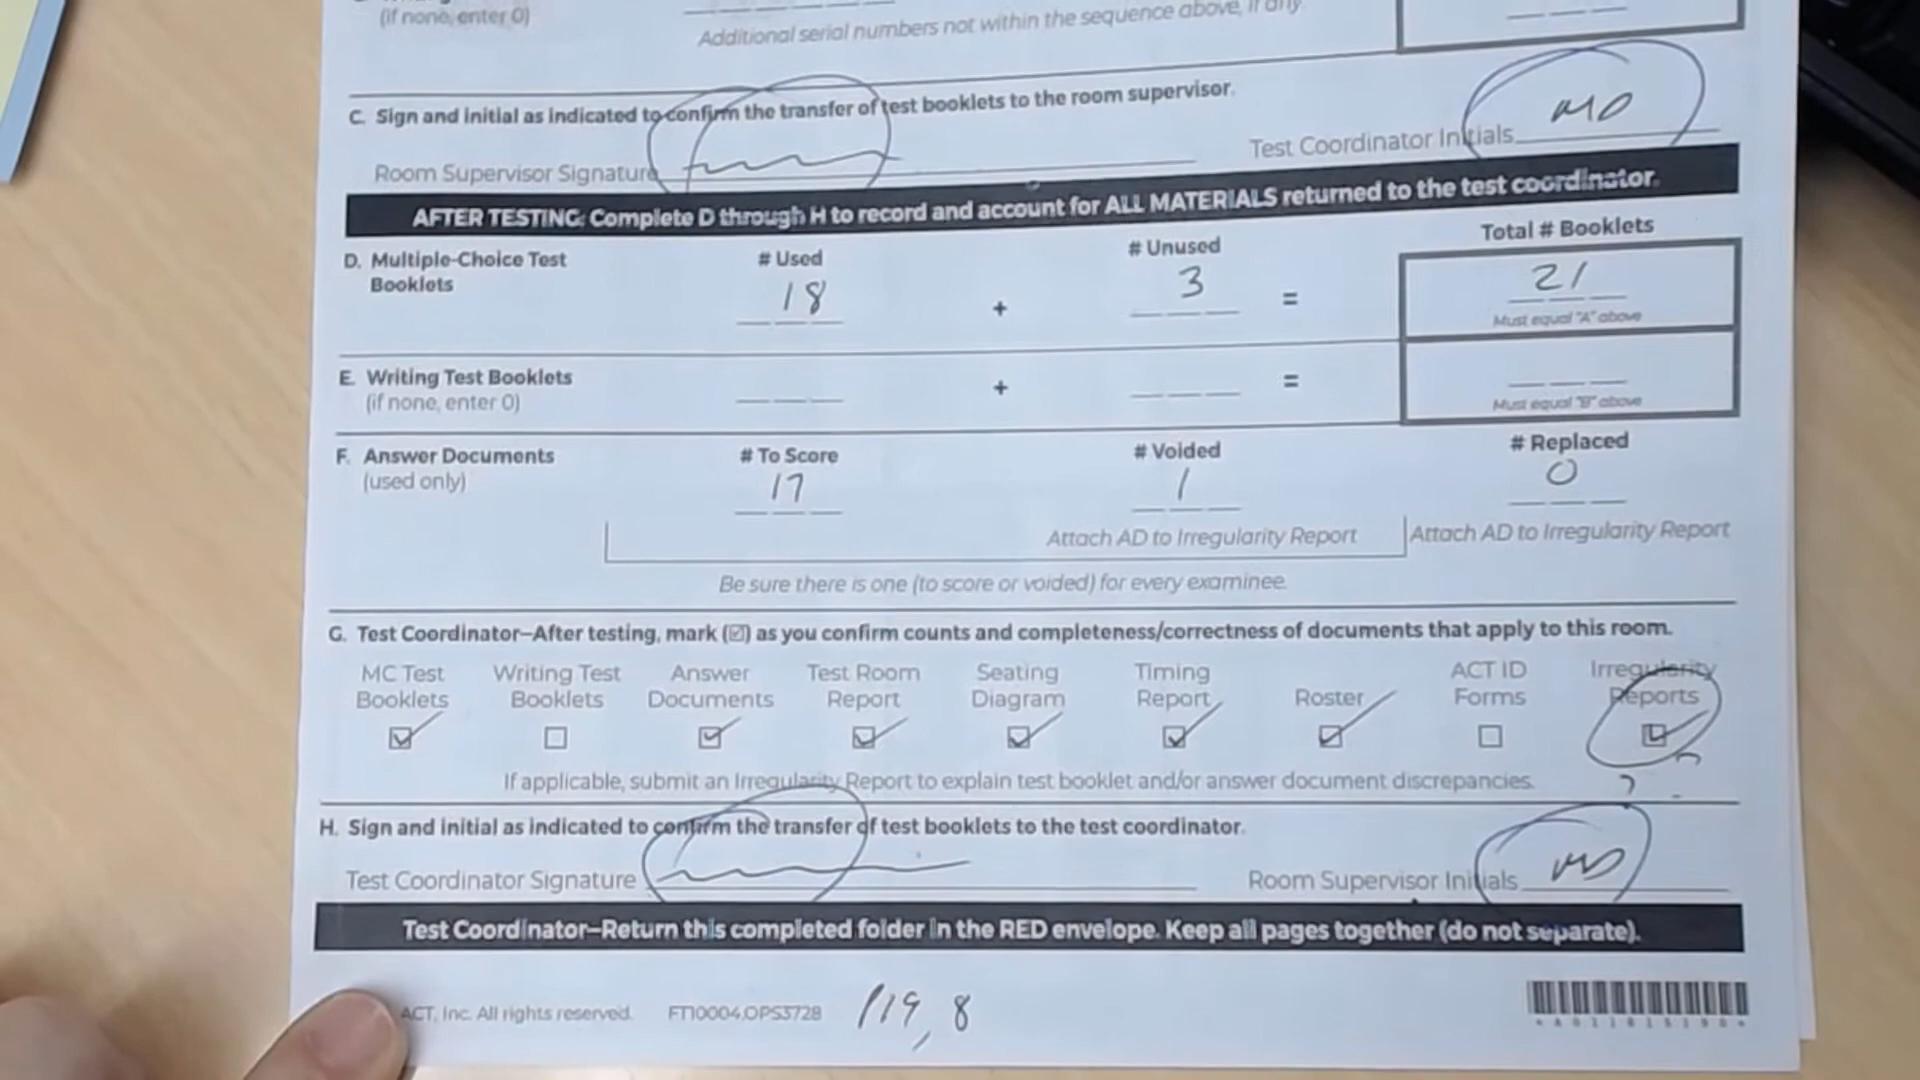 (if none, enter 0)
Additional serial numbers not within the sequence above, if any.
C. Sign and initial as indicated to confirm the transfer of test booklets to the room supervisor.
Room Supervisor Signature
Test Coordinator Initials MO
AFTER TESTING: Complete D through H to record and account for ALL MATERIALS returned to the test coordinator.
D. Multiple-Choice Test Booklets
# Used
18
+
# Unused
3
=
Total # Booklets
21
Must equal "A" above
E. Writing Test Booklets
(if none, enter 0)
+
=
Must equal "B" above
F. Answer Documents
(used only)
# To Score
17
# Voided
1
# Replaced
0
Attach AD to Irregularity Report
Attach AD to Irregularity Report
Be sure there is one (to score or voided) for every examinee.
G. Test Coordinator–After testing, mark (☑) as you confirm counts and completeness/correctness of documents that apply to this room.
MC Test Booklets
Writing Test Booklets
Answer Documents
Test Room Report
Seating Diagram
Timing Report
Roster
ACT ID Forms
Irregularity Reports
If applicable, submit an Irregularity Report to explain test booklet and/or answer document discrepancies.
H. Sign and initial as indicated to confirm the transfer of test booklets to the test coordinator.
Test Coordinator Signature
Room Supervisor Initials
Test Coordinator–Return this completed folder in the RED envelope. Keep all pages together (do not separate).
ACT, Inc. All rights reserved.
FT10004.OPS3728